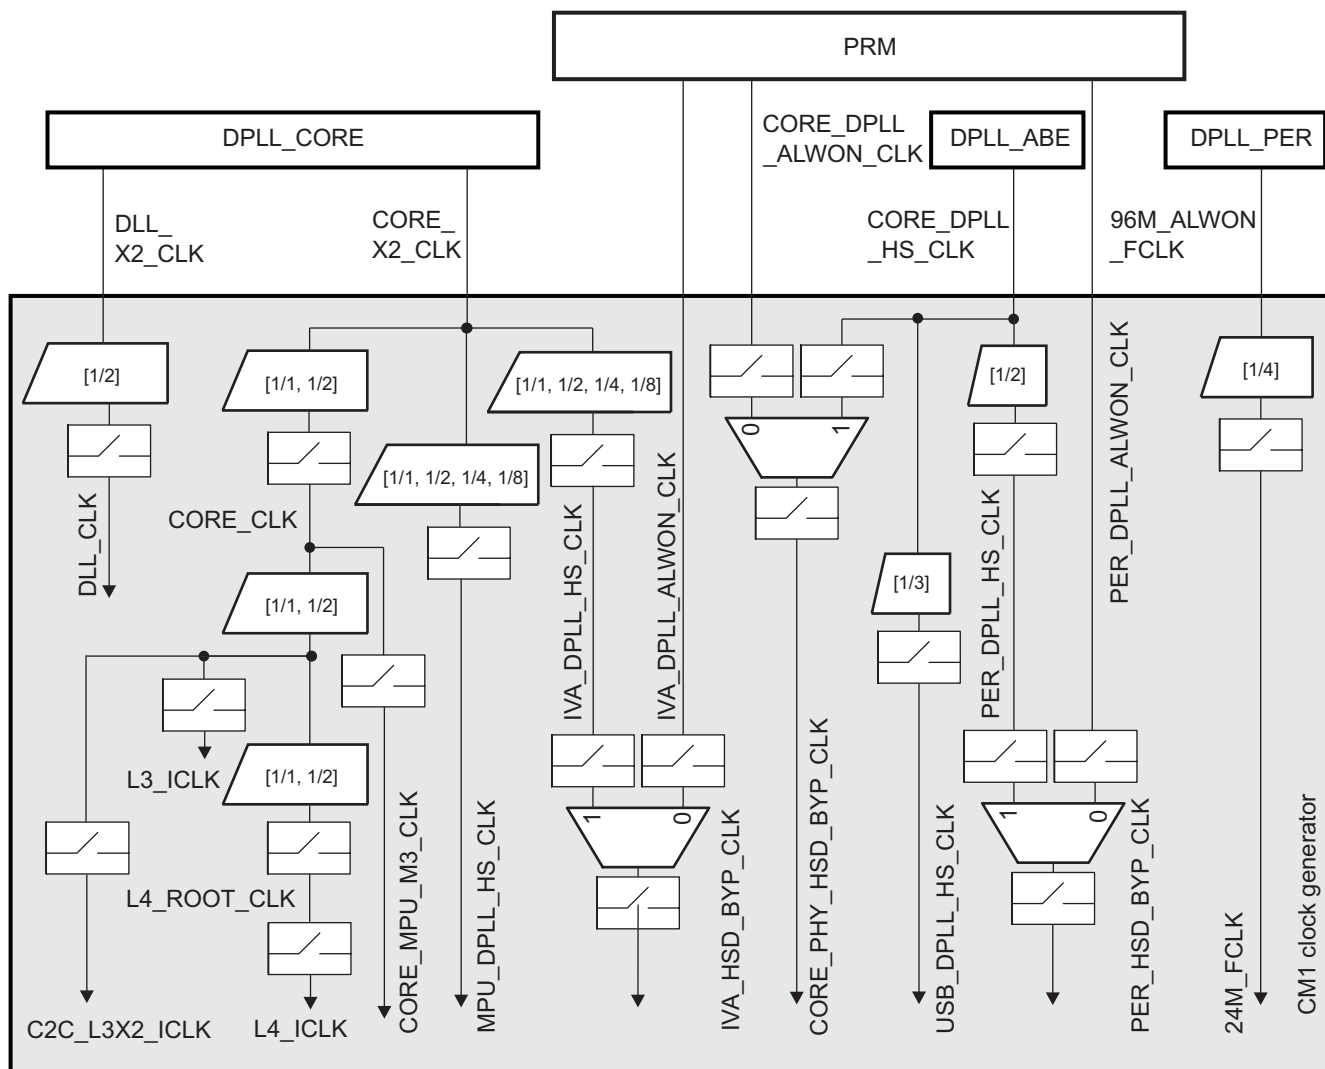 PRM
DPLL_CORE
CORE_DPLL
_ALWON_CLK
DPLL_ABE
DPLL_PER
DLL_
X2_CLK
CORE_
X2_CLK
CORE_DPLL
_HS_CLK
96M_ALWON
_FCLK
[1/2]
[1/1, 1/2]
[1/1, 1/2, 1/4, 1/8]
[1/2]
[1/4]
0
1
[1/1, 1/2, 1/4, 1/8]
PER_DPLL_ALWON_CLK
CORE_CLK
DLL_CLK
IVA_DPLL_HS_CLK
IVA_DPLL_ALWON_CLK
PER_DPLL_HS_CLK
[1/1, 1/2]
[1/3]
L3_ICLK
[1/1, 1/2]
1
0
1
0
L4_ROOT_CLK
CORE_MPU_M3_CLK
MPU_DPLL_HS_CLK
IVA_HSD_BYP_CLK
CORE_PHY_HSD_BYP_CLK
USB_DPLL_HS_CLK
PER_HSD_BYP_CLK
24M_FCLK
CM1 clock generator
C2C_L3X2_ICLK
L4_ICLK